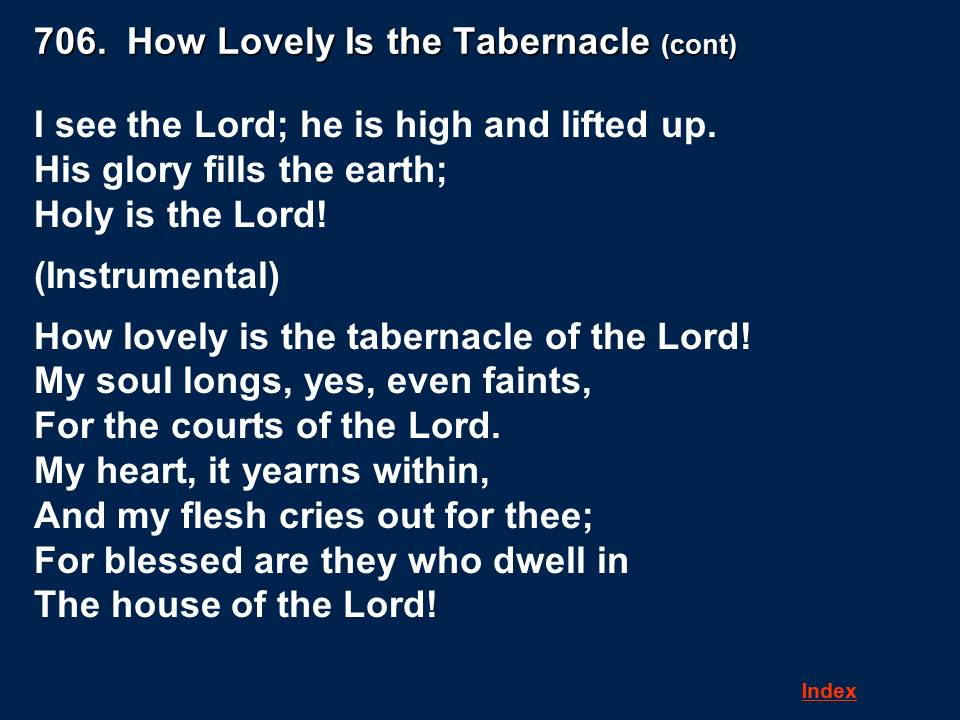 706.  How Lovely Is the Tabernacle (cont)
I see the Lord; he is high and lifted up.
His glory fills the earth;
Holy is the Lord!
(Instrumental)
How lovely is the tabernacle of the Lord!
My soul longs, yes, even faints,
For the courts of the Lord.
My heart, it yearns within,
And my flesh cries out for thee;
For blessed are they who dwell in
The house of the Lord!
Index